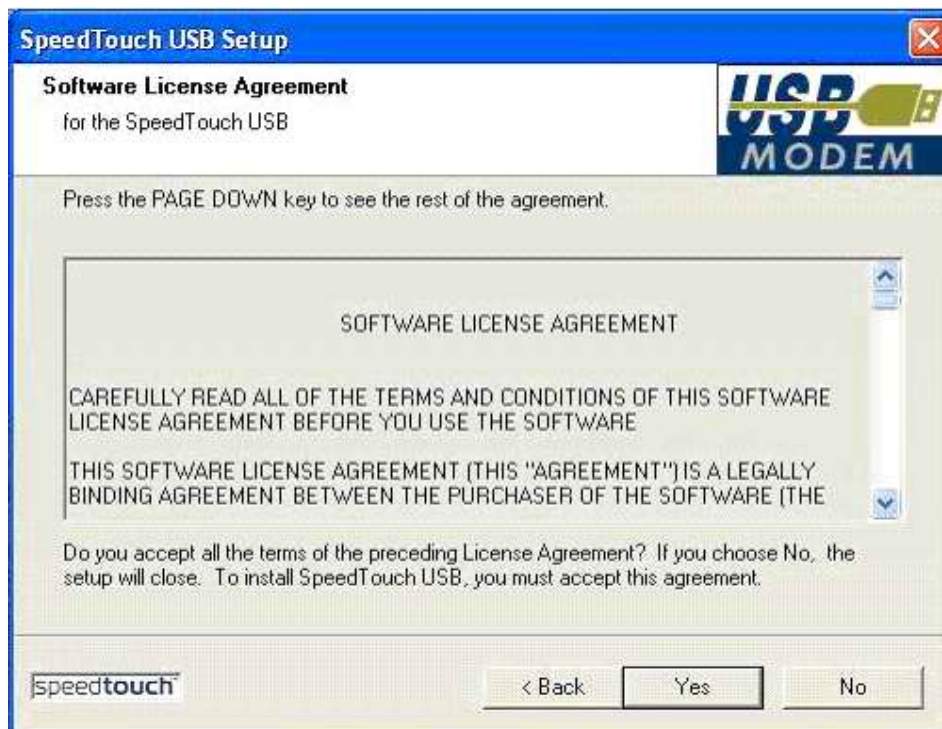 SpeedTouch USB Setup
Software License Agreement
for the SpeedTouch USB
USB
MODEM
Press the PAGE DOWN key to see the rest of the agreement.
SOFTWARE LICENSE AGREEMENT
CAREFULLY READ ALL OF THE TERMS AND CONDITIONS OF THIS SOFTWARE
LICENSE AGREEMENT BEFORE YOU USE THE SOFTWARE
THIS SOFTWARE LICENSE AGREEMENT (THIS "AGREEMENT") IS A LEGALLY
BINDING AGREEMENT BETWEEN THE PURCHASER OF THE SOFTWARE (THE
Do you accept all the terms of the preceding License Agreement? If you choose No, the
setup will close. To install SpeedTouch USB, you must accept this agreement.
speedtouch™
< Back Yes No